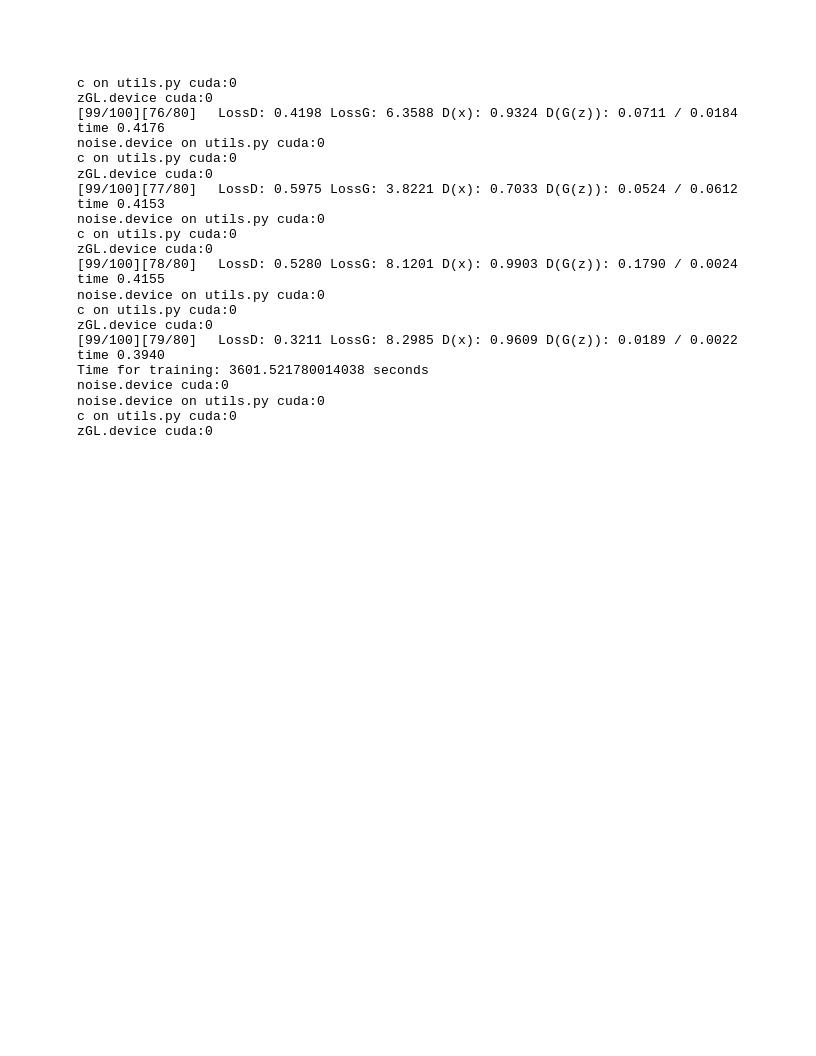 c on utils.py cuda:0
zGL.device cuda:0
[99/100][76/80]   LossD: 0.4198 LossG: 6.3588 D(x): 0.9324 D(G(z)): 0.0711 / 0.0184
time 0.4176
noise.device on utils.py cuda:0
c on utils.py cuda:0
zGL.device cuda:0
[99/100][77/80]   LossD: 0.5975 LossG: 3.8221 D(x): 0.7033 D(G(z)): 0.0524 / 0.0612
time 0.4153
noise.device on utils.py cuda:0
c on utils.py cuda:0
zGL.device cuda:0
[99/100][78/80]   LossD: 0.5280 LossG: 8.1201 D(x): 0.9903 D(G(z)): 0.1790 / 0.0024
time 0.4155
noise.device on utils.py cuda:0
c on utils.py cuda:0
zGL.device cuda:0
[99/100][79/80]   LossD: 0.3211 LossG: 8.2985 D(x): 0.9609 D(G(z)): 0.0189 / 0.0022
time 0.3940
Time for training: 3601.521780014038 seconds
noise.device cuda:0
noise.device on utils.py cuda:0
c on utils.py cuda:0
zGL.device cuda:0